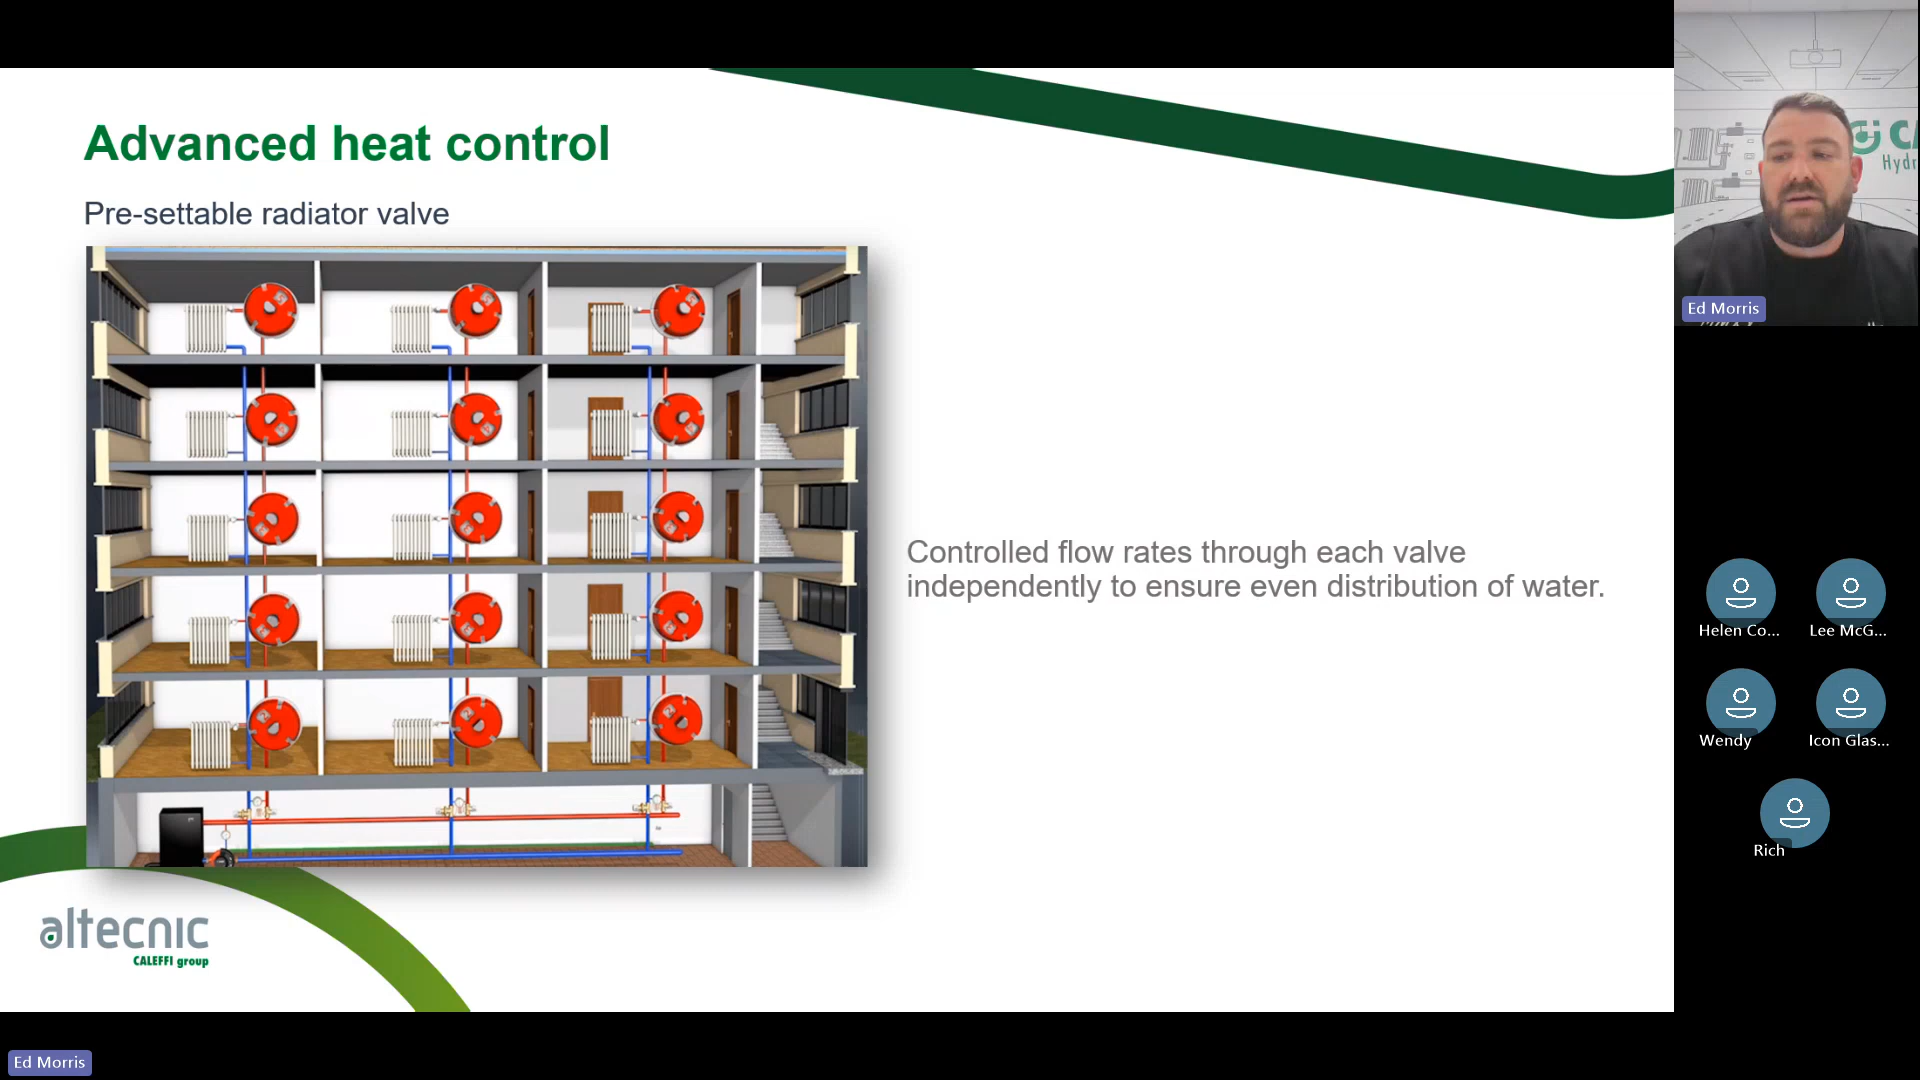 Advanced heat control
Pre-settable radiator valve
Controlled flow rates through each valve
independently to ensure even distribution of water.
altecnic
CALEFFI group
Ed Morris
Ed Morris
Helen Co...
Lee McG...
Wendy
Icon Glas...
Rich